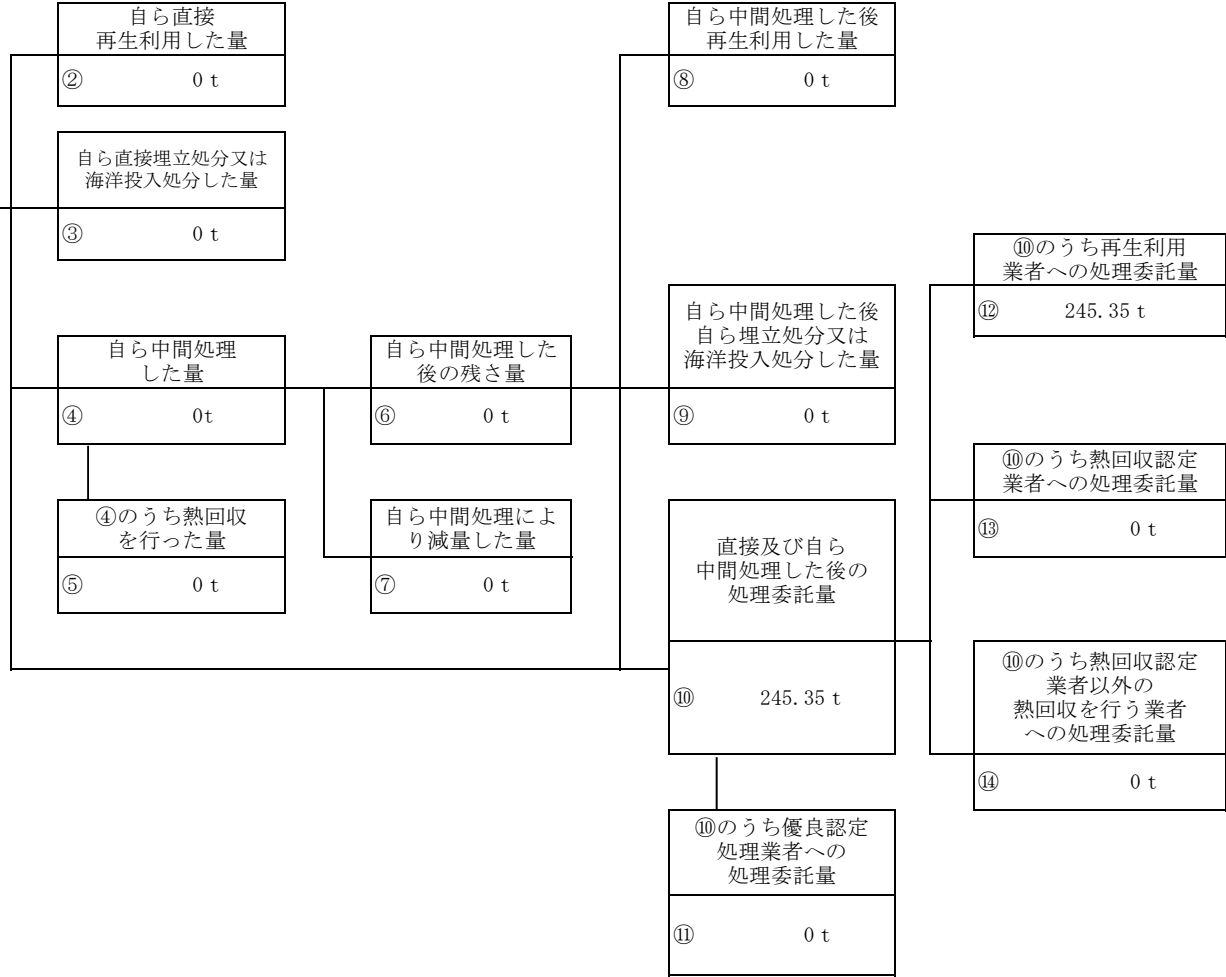 自ら直接
再生利用した量
② 0 t
自ら直接埋立処分又は
海洋投入処分した量
③ 0 t
自ら中間処理
した量
④ 0t
④のうち熱回収
を行った量
⑤ 0 t
自ら中間処理した
後の残さ量
⑥ 0 t
自ら中間処理によ
り減量した量
⑦ 0 t
自ら中間処理した後
再生利用した量
⑧ 0 t
自ら中間処理した後
自ら埋立処分又は
海洋投入処分した量
⑨ 0 t
直接及び自ら
中間処理した後の
処理委託量
⑩ 245.35 t
⑩のうち優良認定
処理業者への
処理委託量
⑪ 0 t
⑩のうち再生利用
業者への処理委託量
⑫ 245.35 t
⑩のうち熱回収認定
業者への処理委託量
⑬ 0 t
⑩のうち熱回収認定
業者以外の
熱回収を行う業者
への処理委託量
⑭ 0 t